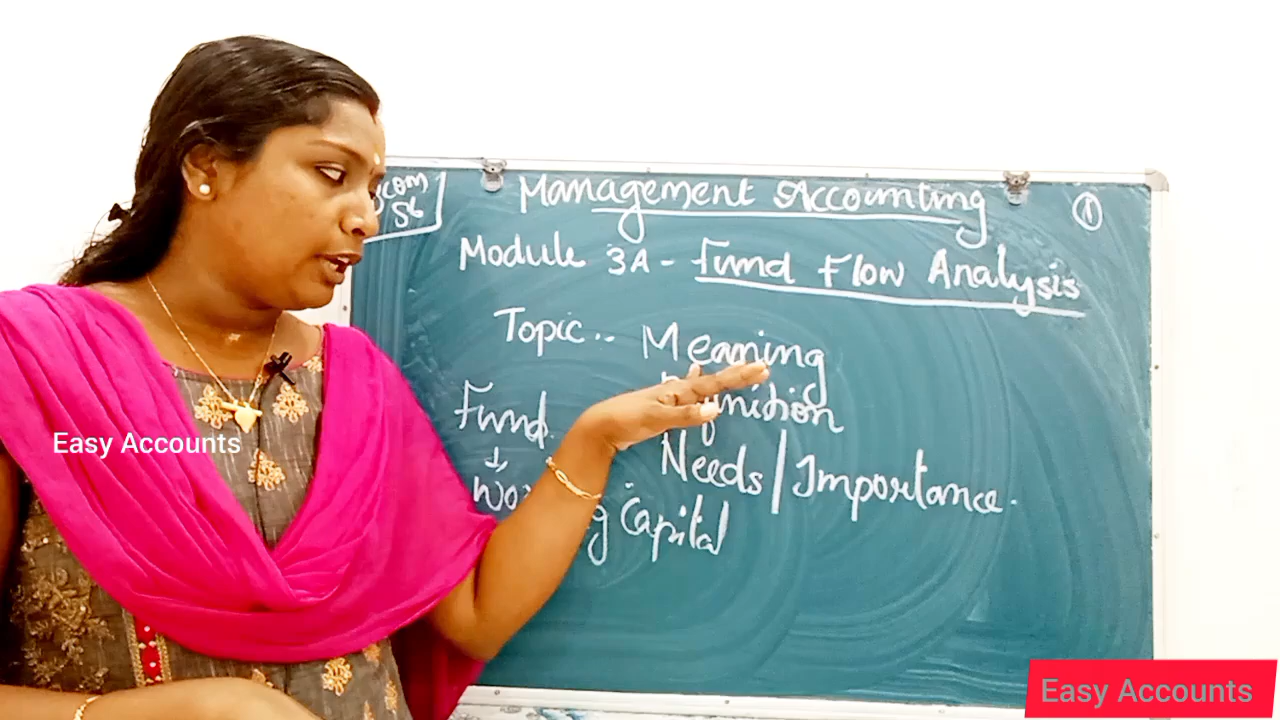 S6
Management Accounting
1
Module 3A - Fund Flow Analysis
Topic.. Meaning
Fund
Needs/Importance.
Capital
Easy Accounts
Easy Accounts